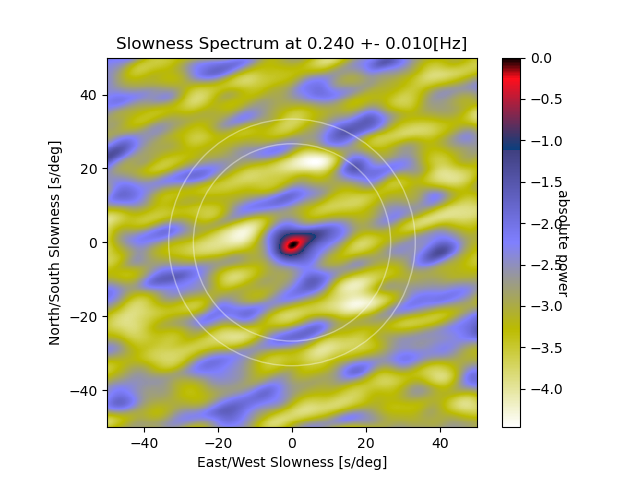 Slowness Spectrum at 0.240 +- 0.010[Hz]
North/South Slowness [s/deg]
40
20
0
−20
−40
−40 −20 0 20 40
East/West Slowness [s/deg]
0.0
−0.5
−1.0
−1.5
−2.0
−2.5
−3.0
−3.5
−4.0
absolute power